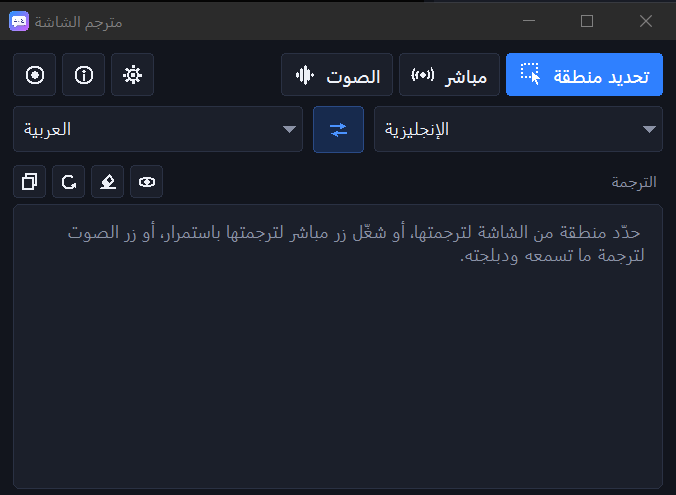 مترجم الشاشة
تحديد منطقة
مباشر
الصوت
الإنجليزية
العربية
الترجمة
حدّد منطقة من الشاشة لترجمتها، أو شغّل زر مباشر لترجمتها باستمرار، أو زر الصوت
لترجمة ما تسمعه ودبلجته.